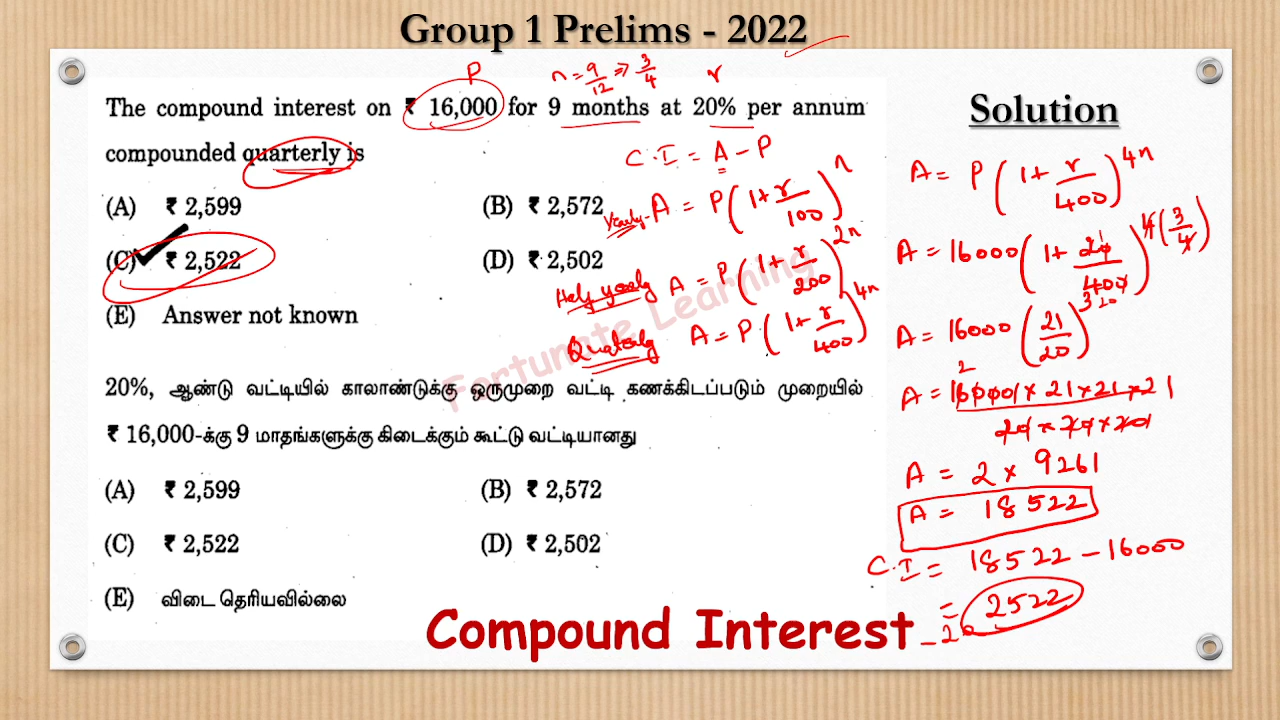 Group 1 Prelims - 2022
P
n = 9/12 => 3/4
r
The compound interest on ₹ 16,000 for 9 months at 20% per annum
compounded quarterly is
(A) ₹ 2,599 (B) ₹ 2,572
(C) ₹ 2,522 (D) ₹ 2,502
(E) Answer not known
C.I = A - P
Yearly - A = P(1 + r/100)^n
Half yearly A = P(1 + r/200)^2n
Quaterly A = P(1 + r/400)^4n
Fortunate Learning
20%, ஆண்டு வட்டியில் காலாண்டுக்கு ஒருமுறை வட்டி கணக்கிடப்படும் முறையில்
₹ 16,000-க்கு 9 மாதங்களுக்கு கிடைக்கும் கூட்டு வட்டியானது
(A) ₹ 2,599 (B) ₹ 2,572
(C) ₹ 2,522 (D) ₹ 2,502
(E) விடை தெரியவில்லை
Compound Interest
Solution
A = P(1 + r/400)^4n
A = 16000(1 + 20/400)^4(3/4)
A = 16000(21/20)^3
A = 16000 × 21 × 21 × 21
20 × 20 × 20
A = 2 × 9261
A = 18522
C.I = 18522 - 16000
= 2522